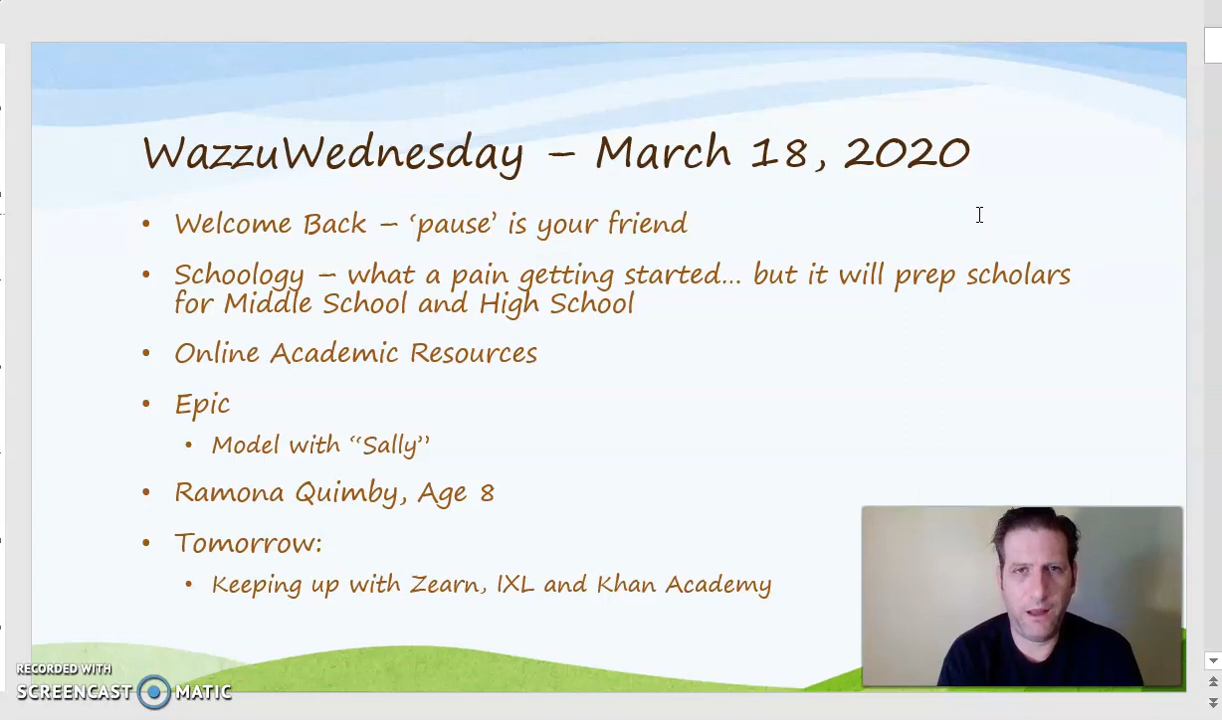 WazzuWednesday – March 18, 2020
• Welcome Back – ‘pause’ is your friend
• Schoology – what a pain getting started... but it will prep scholars
for Middle School and High School
• Online Academic Resources
• Epic
• Model with “Sally”
• Ramona Quimby, Age 8
• Tomorrow:
• Keeping up with Zearn, IXL and Khan Academy
RECORDED WITH
SCREENCAST MATIC